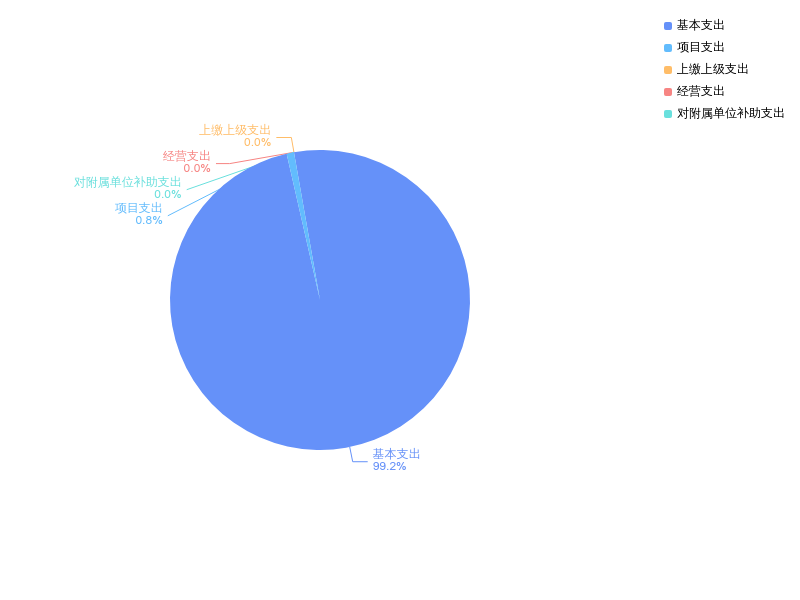 基本支出
项目支出
上缴上级支出
经营支出
对附属单位补助支出
上缴上级支出
0.0%
经营支出
0.0%
对附属单位补助支出
0.0%
项目支出
0.8%
基本支出
99.2%